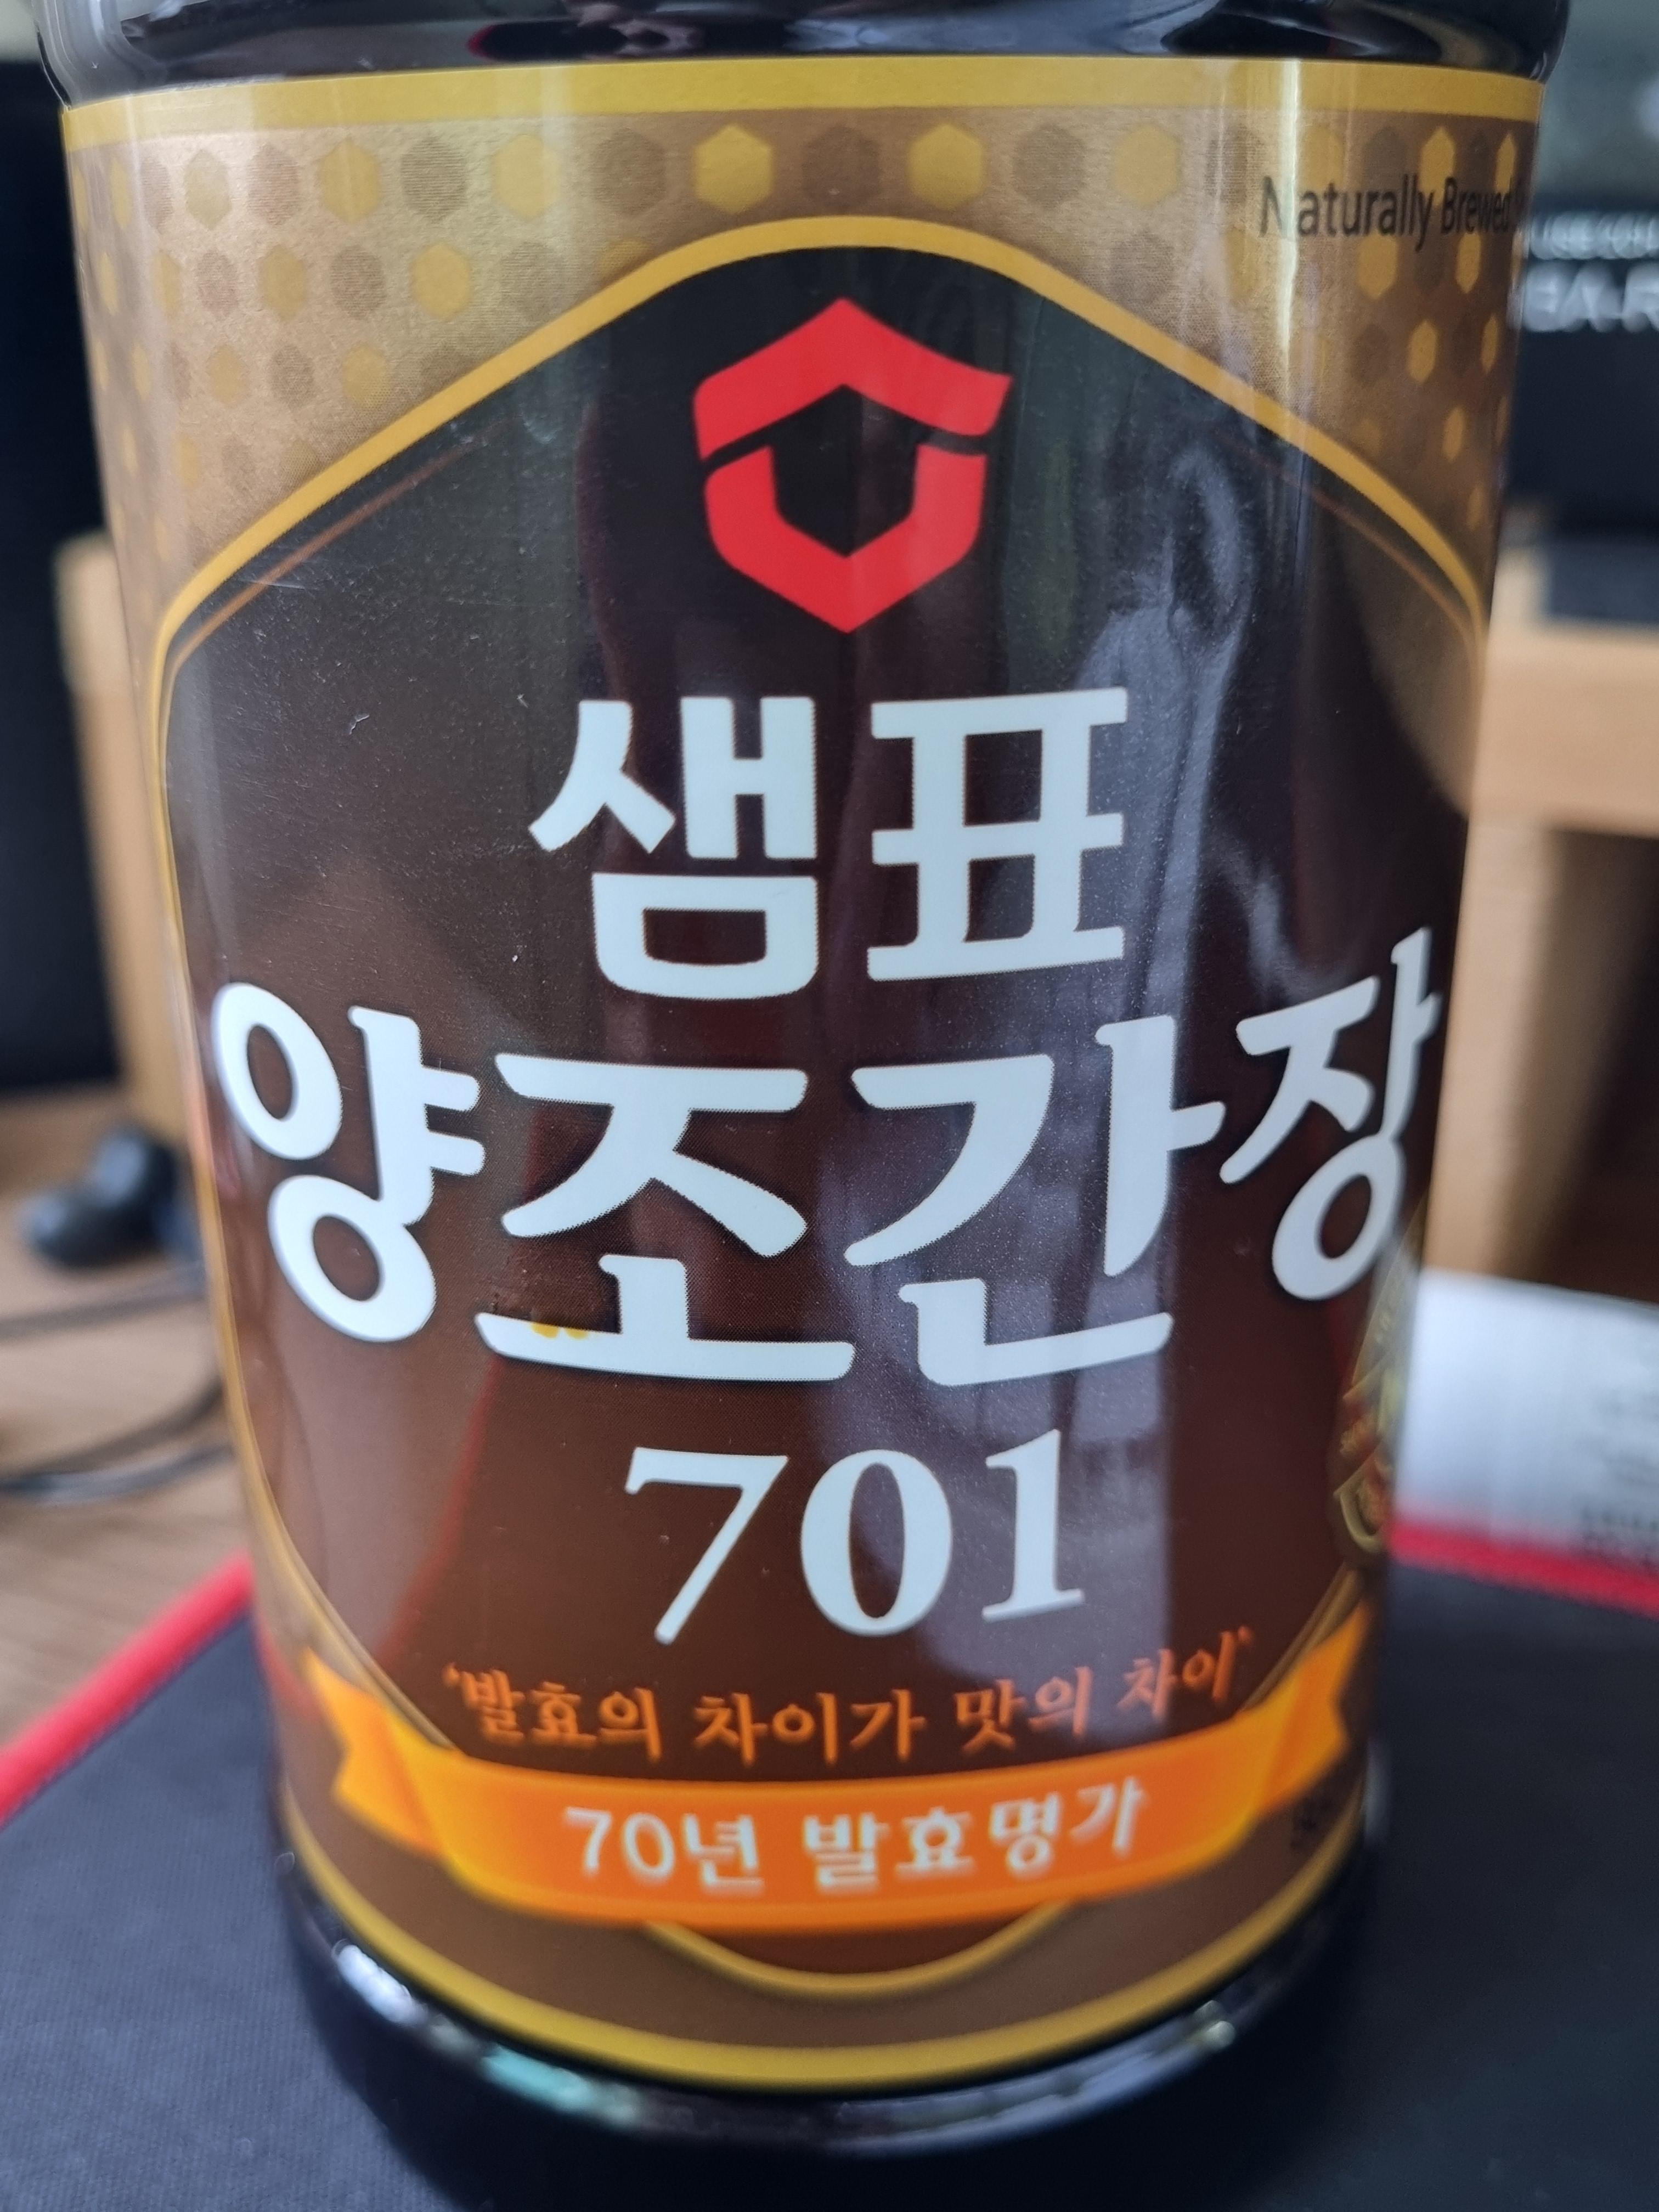 Naturally Brewed
샘표
양조간장
701
'발효의 차이가 맛의 차이'
70년 발효명가